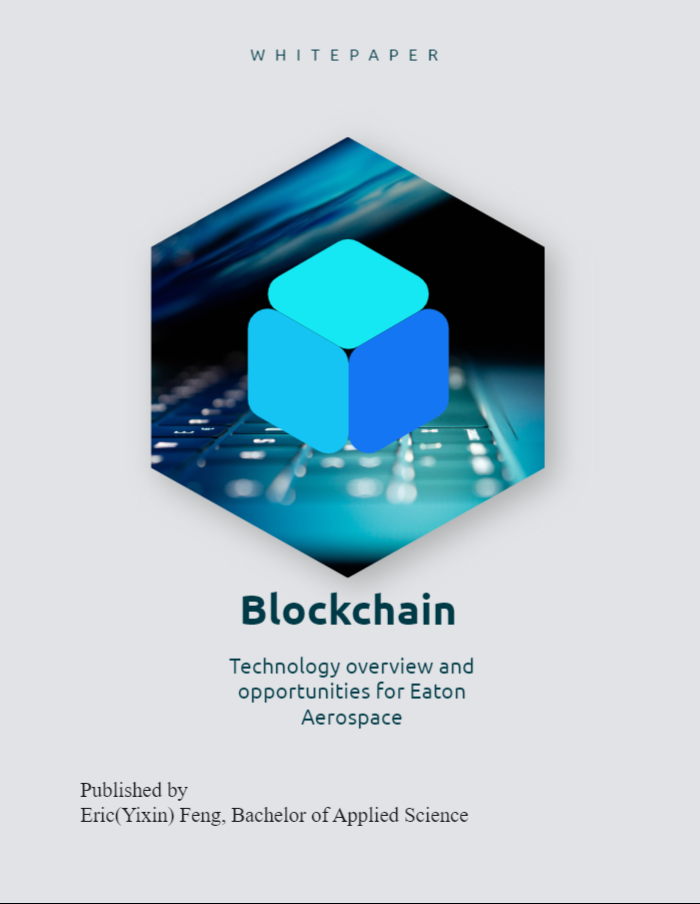 WHITEPAPER
Blockchain
Technology overview and
opportunities for Eaton
Aerospace
Published by
Eric(Yixin) Feng, Bachelor of Applied Science